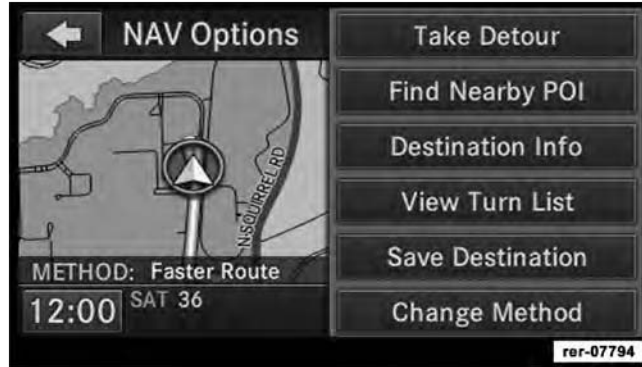 NAV Options
Take Detour
Find Nearby POI
Destination Info
View Turn List
Save Destination
Change Method
N SQUIRREL RD
METHOD: Faster Route
12:00
SAT 36
rer-07794